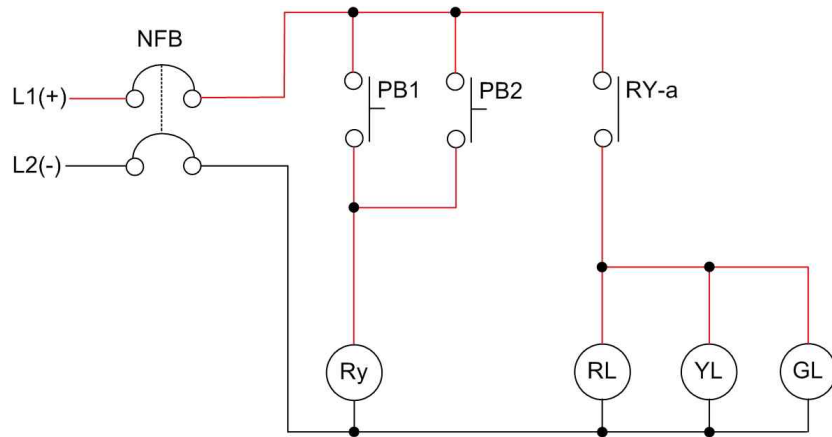 NFB
L1(+)
PB1
PB2
RY-a
L2(-)
Ry
RL
YL
GL